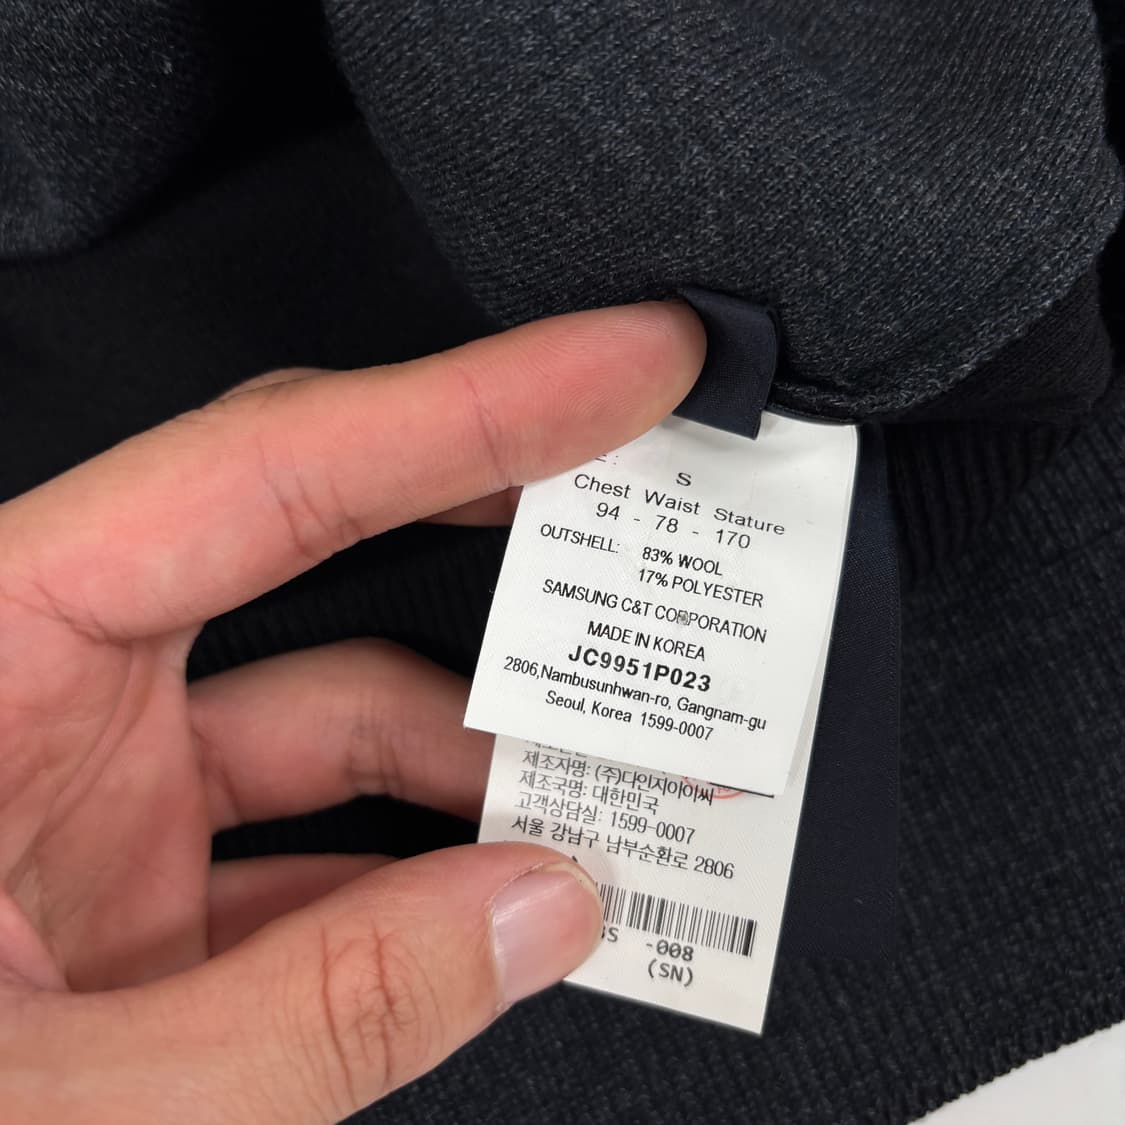 S
Chest Waist Stature
94 - 78 - 170
OUTSHELL: 83% WOOL
17% POLYESTER
SAMSUNG C&T CORPORATION
MADE IN KOREA
JC9951P023
2806,Nambusunhwan-ro, Gangnam-gu
Seoul, Korea 1599-0007
제조자명: (주)다인지아이씨
제조국명: 대한민국
고객상담실: 1599-0007
서울 강남구 남부순환로 2806
-008
(SN)